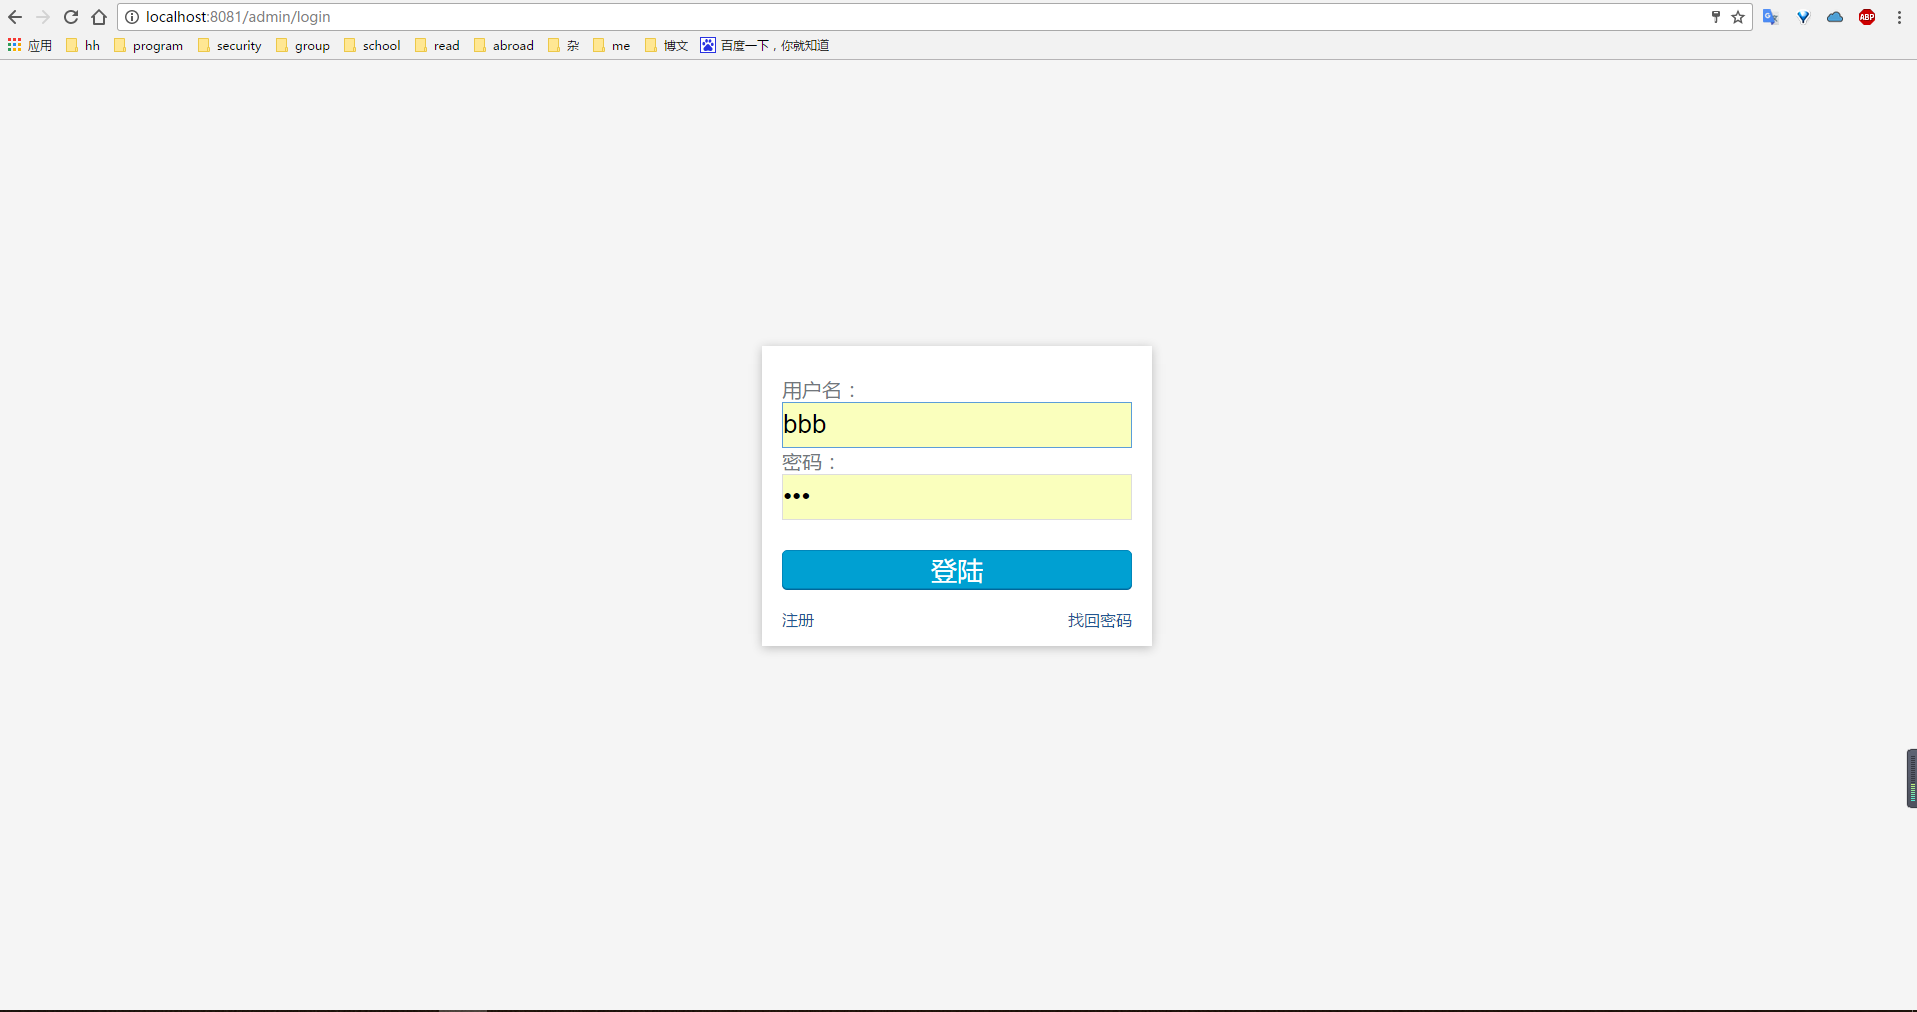 localhost:8081/admin/login
应用 hh program security group school read abroad 杂 me 博文 百度一下，你就知道
用户名：
bbb
密码：
•••
登陆
注册 找回密码